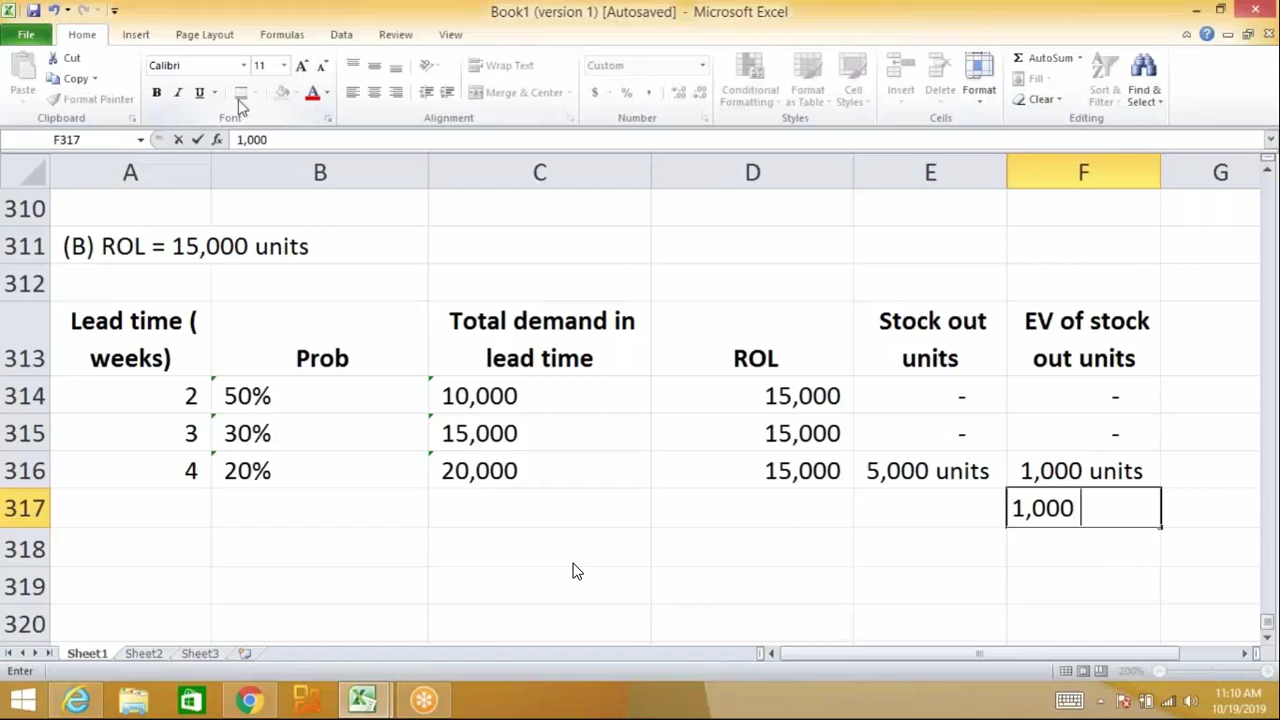 Book1 (version 1) [Autosaved] - Microsoft Excel
File Home Insert Page Layout Formulas Data Review View
Paste
Cut
Copy
Format Painter
Clipboard
Calibri 11
B I U A
Font
Wrap Text
Merge & Center
Alignment
Custom
$ % ,
Number
Conditional Formatting
Format as Table
Cell Styles
Styles
Insert Delete Format
Cells
AutoSum
Fill
Clear
Sort & Filter
Find & Select
Editing
F317 fx 1,000
A B C D E F G
310
311 (B) ROL = 15,000 units
312
Lead time ( Total demand in Stock out EV of stock
313 weeks) Prob lead time ROL units out units
314 2 50% 10,000 15,000 - -
315 3 30% 15,000 15,000 - -
316 4 20% 20,000 15,000 5,000 units 1,000 units
317 1,000
318
319
320
Sheet1 Sheet2 Sheet3
Enter 200%
11:10 AM
10/19/2019